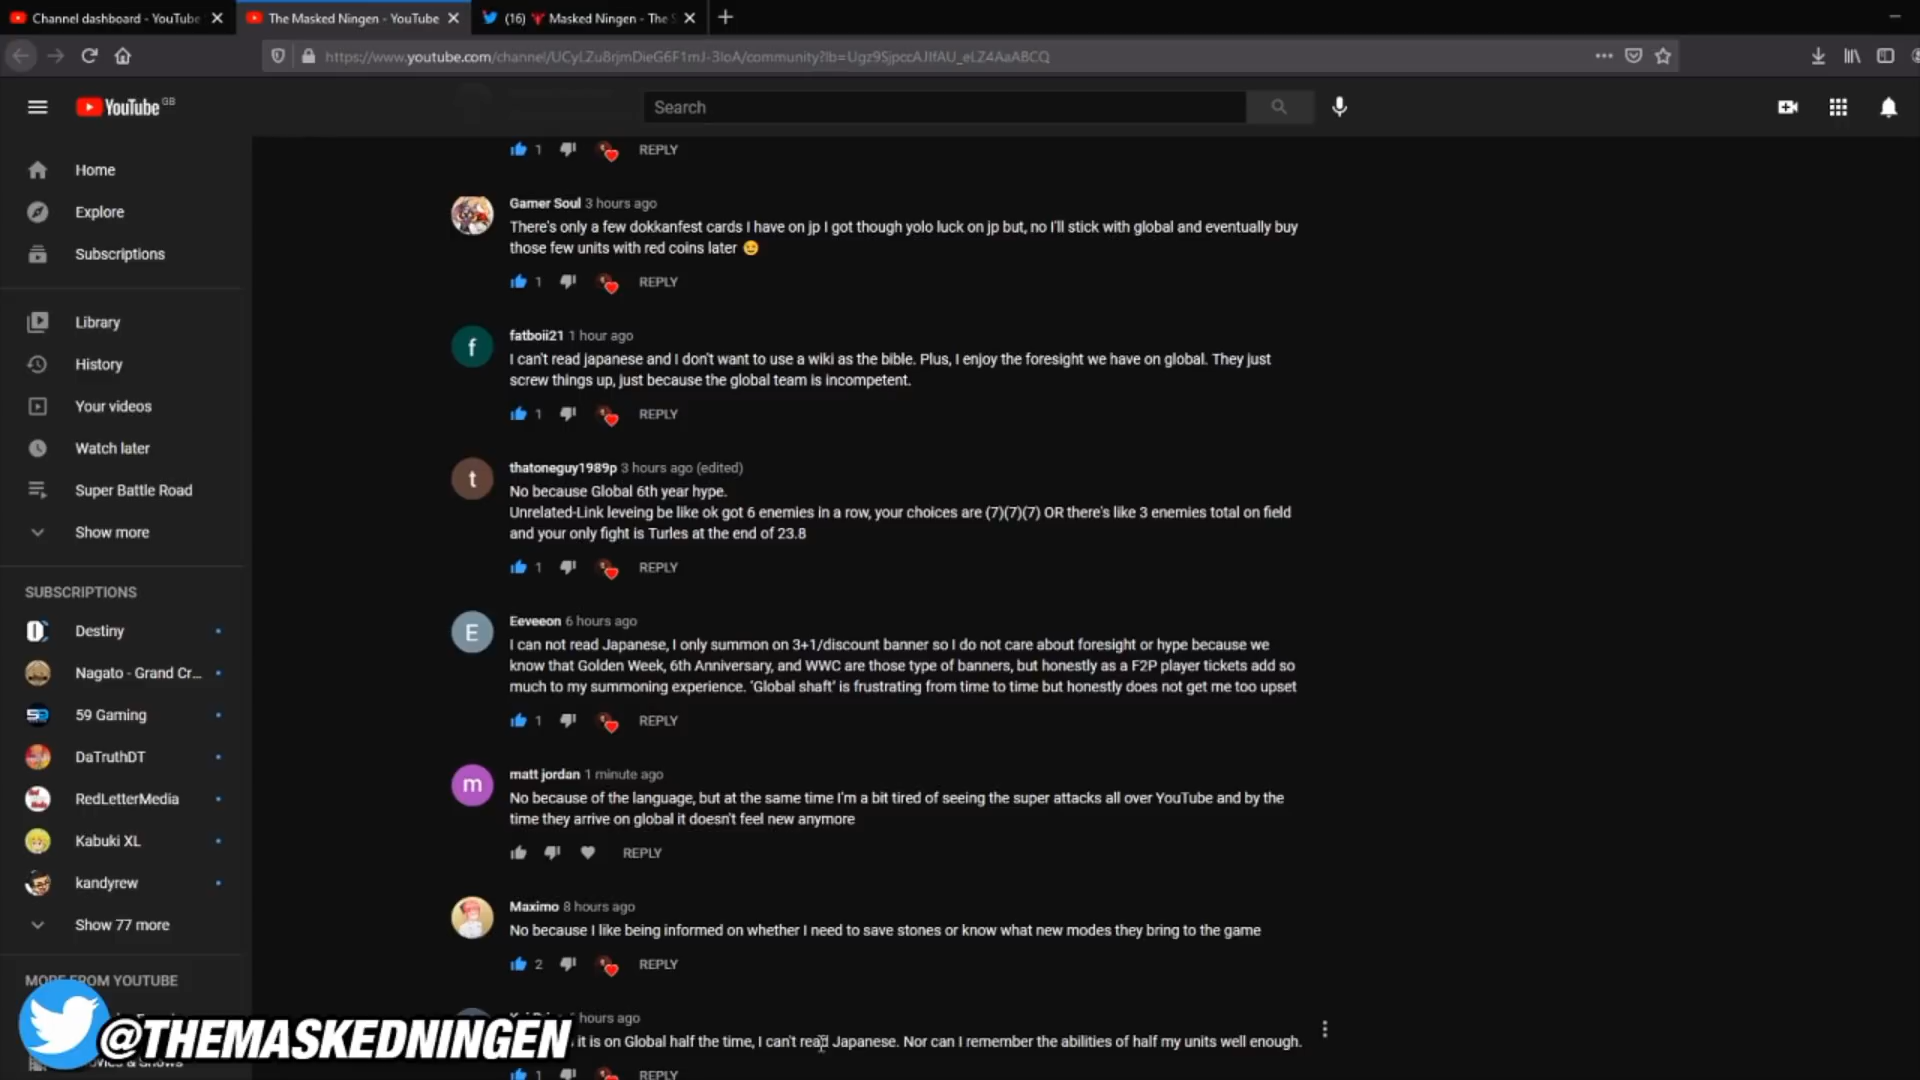 Channel dashboard - YouTube
The Masked Ningen - YouTube
(16) Masked Ningen - The S
https://www.youtube.com/channel/UCyLZu8rjmDieG6F1mJ-3IoA/community?lb=Ugz9SjpccAJIfAU_eLZ4AaABCQ
YouTube GB
Search
Home
Explore
Subscriptions
Library
History
Your videos
Watch later
Super Battle Road
Show more
SUBSCRIPTIONS
Destiny
Nagato - Grand Cr...
59 Gaming
DaTruthDT
RedLetterMedia
Kabuki XL
kandyrew
Show 77 more
MORE FROM YOUTUBE
1 REPLY
Gamer Soul 3 hours ago
There's only a few dokkanfest cards I have on jp I got though yolo luck on jp but, no I'll stick with global and eventually buy
those few units with red coins later 😉
1 REPLY
f
fatboii21 1 hour ago
I can't read japanese and I don't want to use a wiki as the bible. Plus, I enjoy the foresight we have on global. They just
screw things up, just because the global team is incompetent.
1 REPLY
t
thatoneguy1989p 3 hours ago (edited)
No because Global 6th year hype.
Unrelated-Link leveing be like ok got 6 enemies in a row, your choices are (7)(7)(7) OR there's like 3 enemies total on field
and your only fight is Turles at the end of 23.8
1 REPLY
E
Eeveeon 6 hours ago
I can not read Japanese, I only summon on 3+1/discount banner so I do not care about foresight or hype because we
know that Golden Week, 6th Anniversary, and WWC are those type of banners, but honestly as a F2P player tickets add so
much to my summoning experience. 'Global shaft' is frustrating from time to time but honestly does not get me too upset
1 REPLY
m
matt jordan 1 minute ago
No because of the language, but at the same time I'm a bit tired of seeing the super attacks all over YouTube and by the
time they arrive on global it doesn't feel new anymore
REPLY
Maximo 8 hours ago
No because I like being informed on whether I need to save stones or know what new modes they bring to the game
2 REPLY
hours ago
it is on Global half the time, I can't read Japanese. Nor can I remember the abilities of half my units well enough.
1 REPLY
@THEMASKEDNINGEN